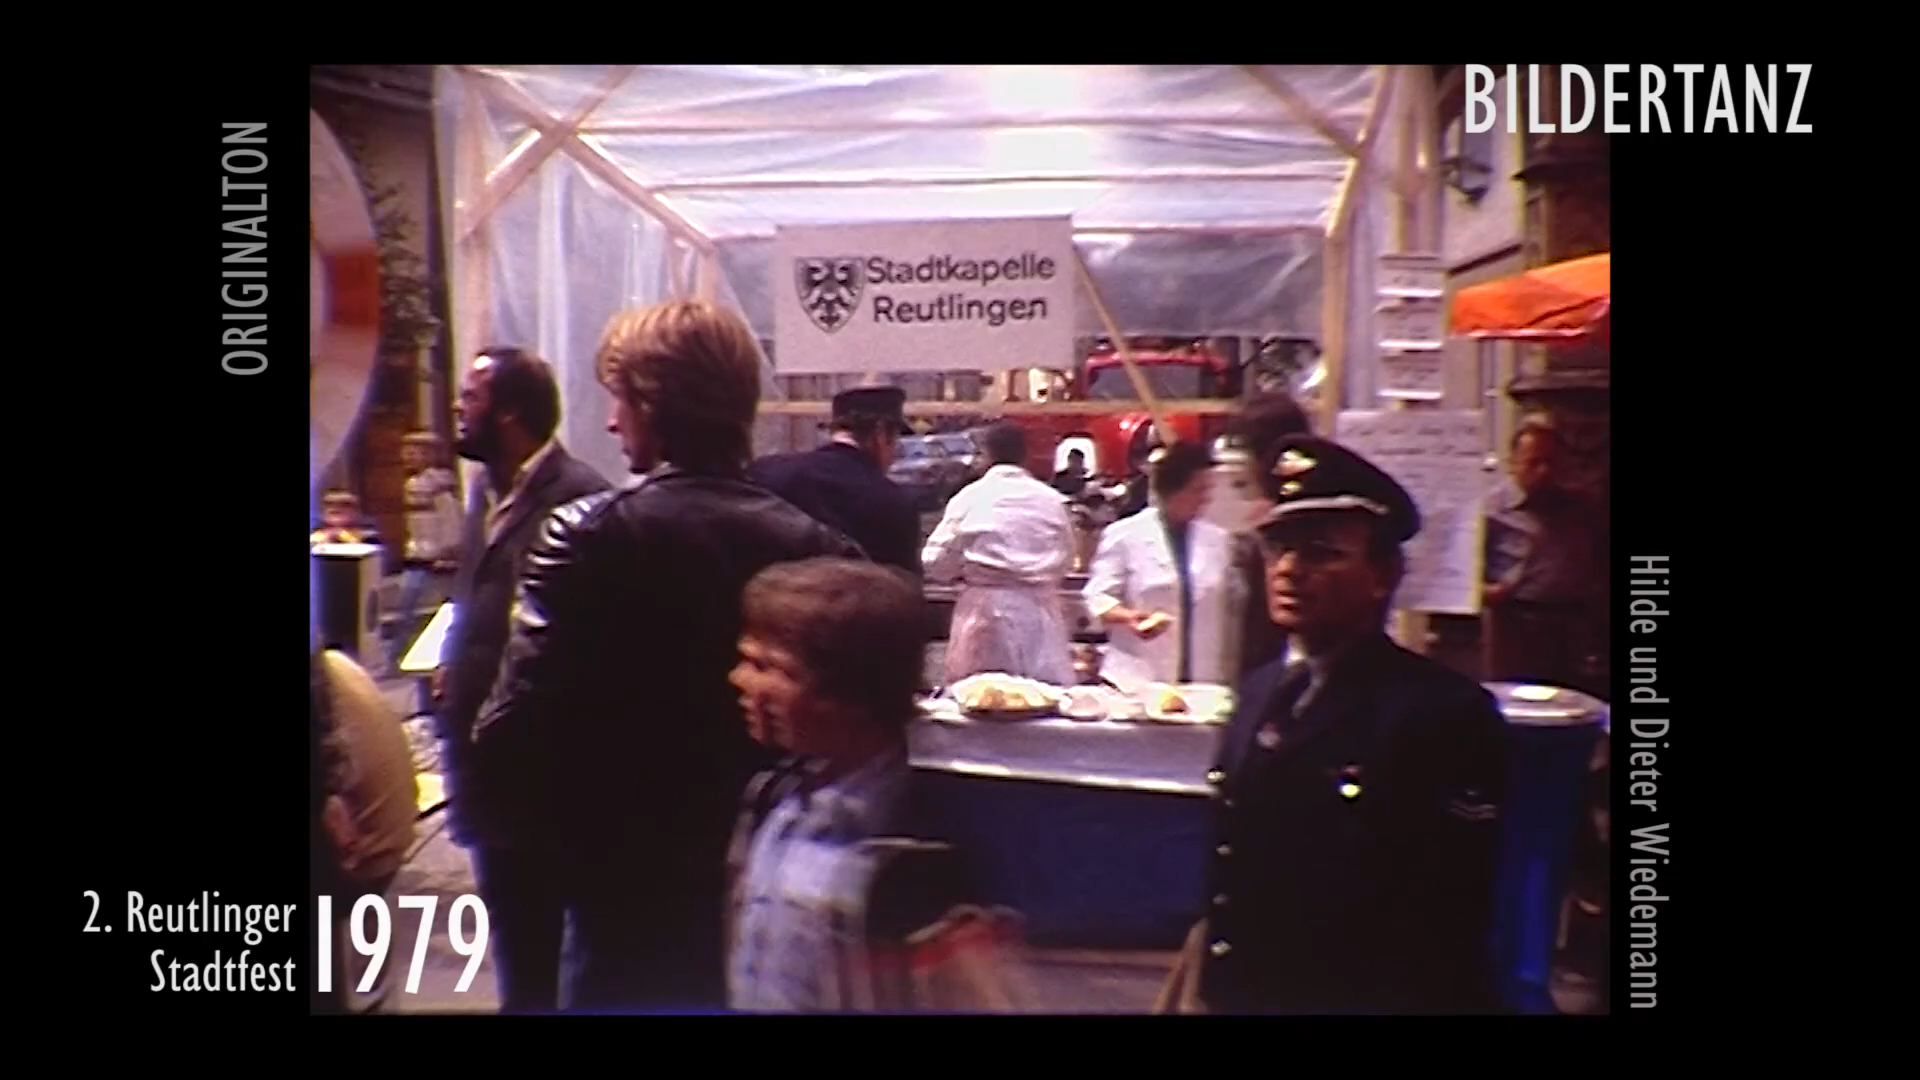 BILDERTANZ
ORIGINALTON
Stadtkapelle
Reutlingen
Hilde und Dieter Wiedemann
2. Reutlinger
Stadtfest
1979